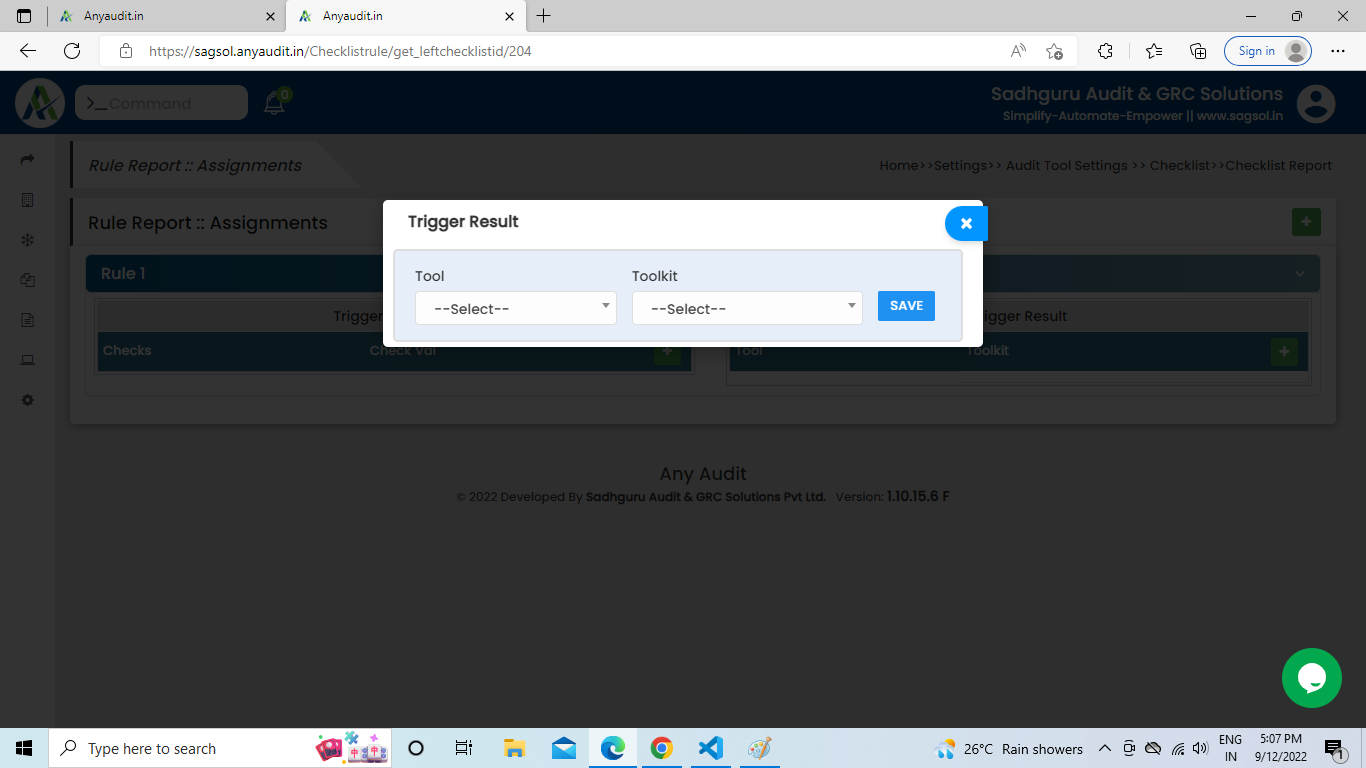 Anyaudit.in
Anyaudit.in
https://sagsol.anyaudit.in/Checklistrule/get_leftchecklistid/204
Sign in
>__Command
0
Sadhguru Audit & GRC Solutions
Simplify-Automate-Empower || www.sagsol.in
Rule Report :: Assignments
Home>>Settings>> Audit Tool Settings >> Checklist>>Checklist Report
Rule Report :: Assignments
Trigger Result
Tool
Toolkit
--Select--
--Select--
SAVE
Rule 1
Trigger
igger Result
Checks
Check Val
Tool
Toolkit
Any Audit
© 2022 Developed By Sadhguru Audit & GRC Solutions Pvt Ltd. Version: 1.10.15.6 F
Type here to search
26°C Rain showers
ENG
IN
5:07 PM
9/12/2022
1